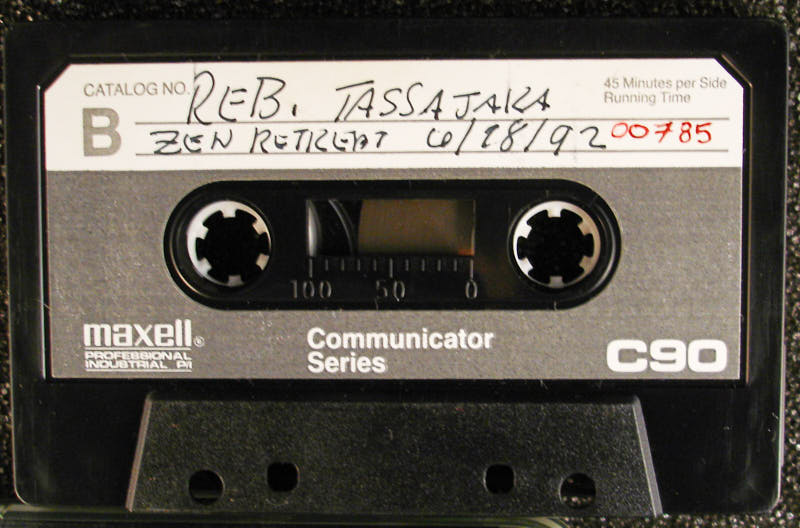 CATALOG NO.
REB. TASSAJARA
45 Minutes per Side
Running Time
B
ZEN RETREAT 6/28/92 00785
100 50 0
maxell®
PROFESSIONAL
INDUSTRIAL P/I
Communicator
Series
C90